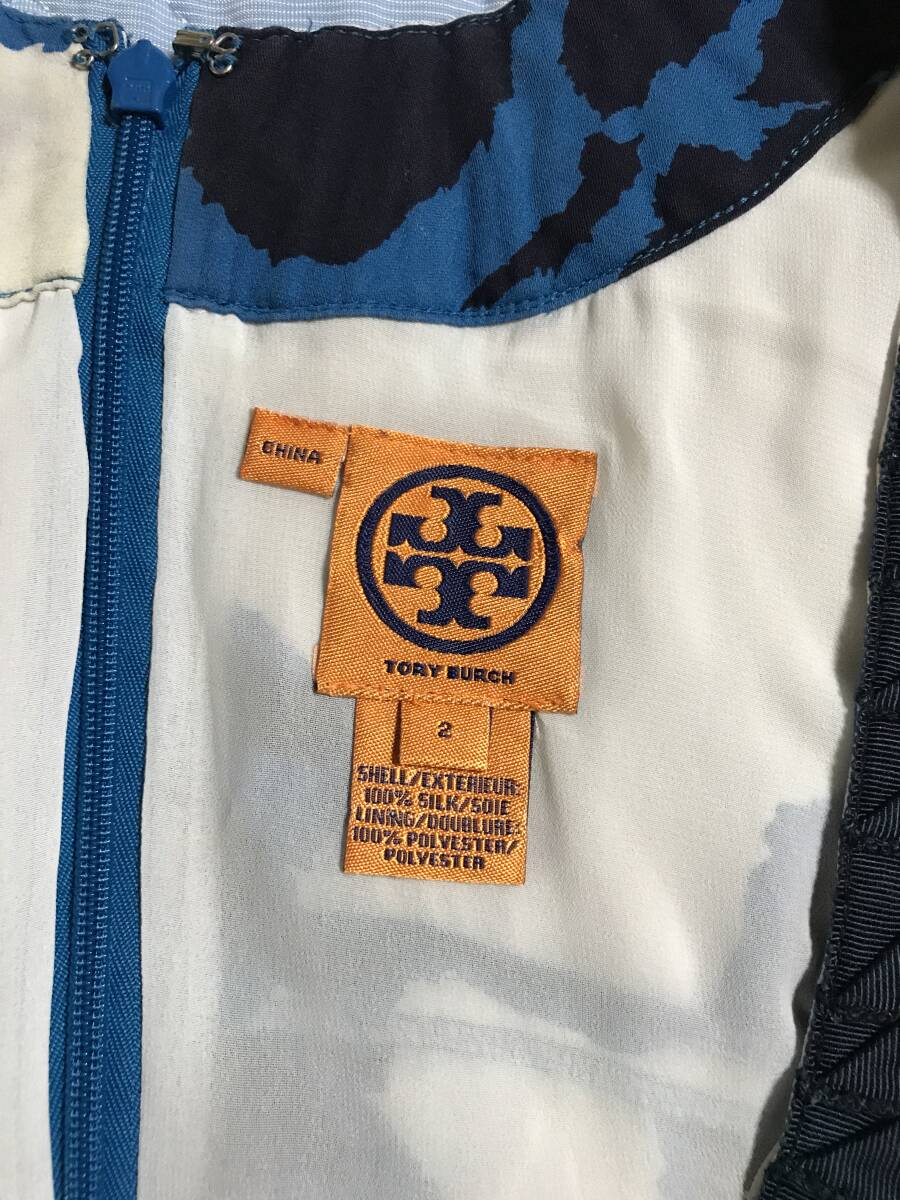 CHINA
TORY BURCH
2
SHELL/EXTERIEUR:
100% SILK/SOIE
LINING/DOUBLURE:
100% POLYESTER/
POLYESTER